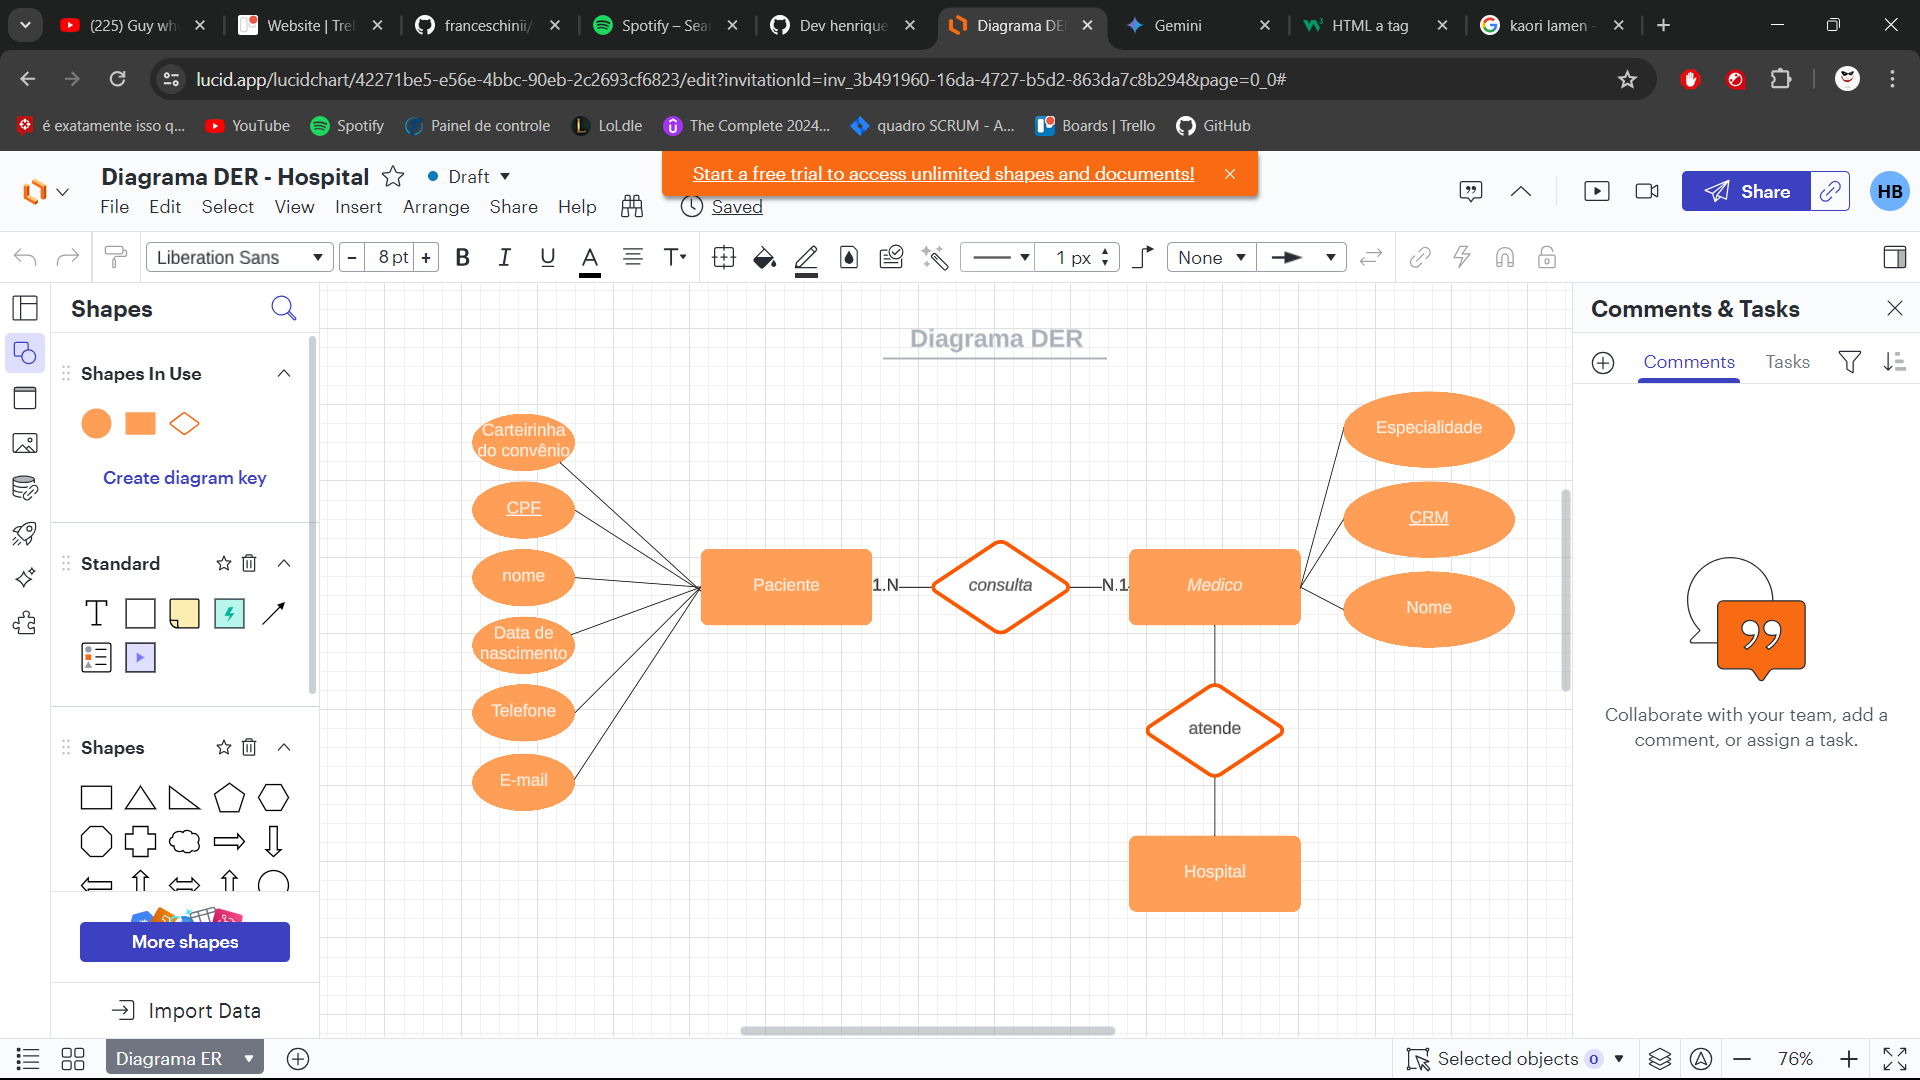 (225) Guy wh
Website | Tre
franceschinii/
Spotify – Sea
Dev henrique
Diagrama DE
Gemini
HTML a tag
kaori lamen -
lucid.app/lucidchart/42271be5-e56e-4bbc-90eb-2c2693cf6823/edit?invitationId=inv_3b491960-16da-4727-b5d2-863da7c8b294&page=0_0#
é exatamente isso q...
YouTube
Spotify
Painel de controle
LoLdle
The Complete 2024...
quadro SCRUM - A...
Boards | Trello
GitHub
Diagrama DER - Hospital
Draft
Start a free trial to access unlimited shapes and documents!
Share
HB
File Edit Select View Insert Arrange Share Help
Saved
Liberation Sans
8 pt
1 px
None
Shapes
Shapes In Use
Create diagram key
Standard
Shapes
More shapes
Import Data
Diagrama DER
Carteirinha
do convênio
CPF
nome
Data de
nascimento
Telefone
E-mail
Paciente
1.N
consulta
N.1
Medico
Especialidade
CRM
Nome
atende
Hospital
Comments & Tasks
Comments
Tasks
Collaborate with your team, add a
comment, or assign a task.
Diagrama ER
Selected objects 0
76%